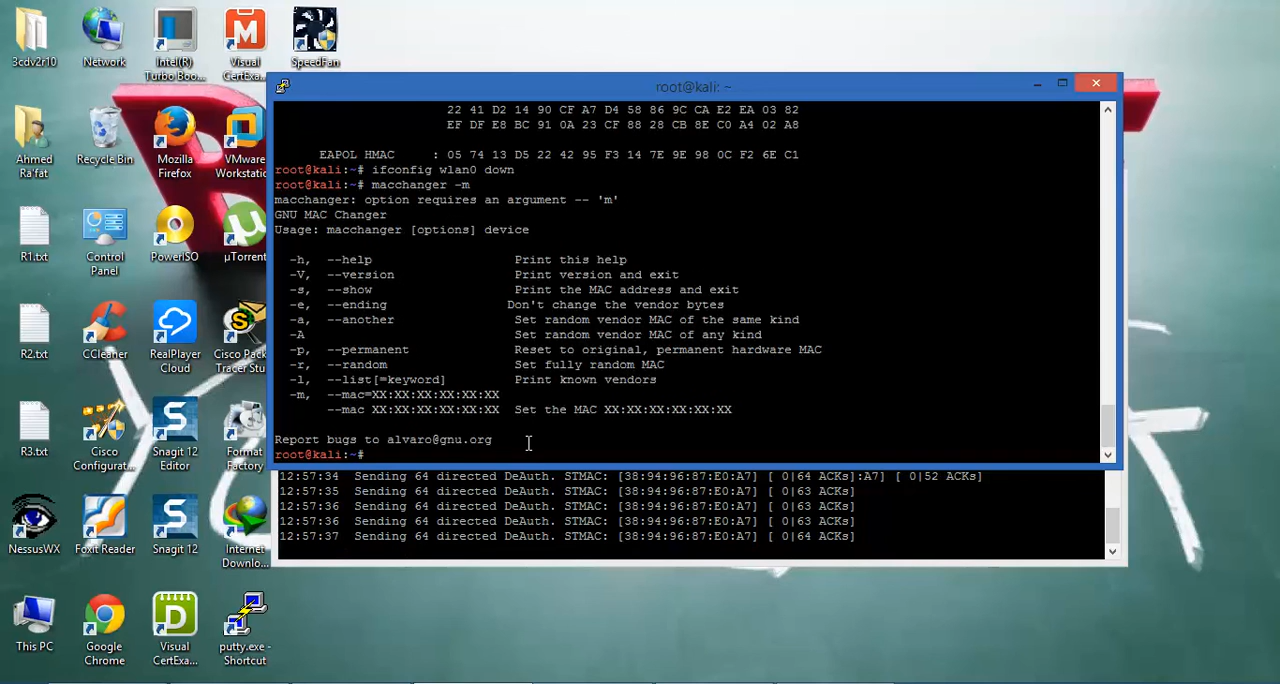 3cdv2r10
Network
Intel(R)
Turbo Boo...
Visual
CertExa...
SpeedFan
Ahmed
Ra'fat
Recycle Bin
Mozilla
Firefox
VMware
Workstatio...
R1.txt
Control
Panel
PowerISO
µTorrent
R2.txt
CCleaner
RealPlayer
Cloud
Cisco Pack
Tracer Stu
R3.txt
Cisco
Configurat...
Snagit 12
Editor
Format
Factory
NessusWX
Foxit Reader
Snagit 12
Internet
Downlo...
This PC
Google
Chrome
Visual
CertExa...
putty.exe -
Shortcut
root@kali: ~
22 41 D2 14 90 CF A7 D4 58 86 9C CA E2 EA 03 82
EF DF E8 BC 91 0A 23 CF 88 28 CB 8E C0 A4 02 A8
EAPOL HMAC : 05 74 13 D5 22 42 95 F3 14 7E 9E 98 0C F2 6E C1
root@kali:~# ifconfig wlan0 down
root@kali:~# macchanger -m
macchanger: option requires an argument -- 'm'
GNU MAC Changer
Usage: macchanger [options] device
-h, --help Print this help
-V, --version Print version and exit
-s, --show Print the MAC address and exit
-e, --ending Don't change the vendor bytes
-a, --another Set random vendor MAC of the same kind
-A Set random vendor MAC of any kind
-p, --permanent Reset to original, permanent hardware MAC
-r, --random Set fully random MAC
-l, --list[=keyword] Print known vendors
-m, --mac=XX:XX:XX:XX:XX:XX
--mac XX:XX:XX:XX:XX:XX Set the MAC XX:XX:XX:XX:XX:XX
Report bugs to alvaro@gnu.org
root@kali:~#
12:57:34 Sending 64 directed DeAuth. STMAC: [38:94:96:87:E0:A7] [ 0|64 ACKs]:A7] [ 0|52 ACKs]
12:57:35 Sending 64 directed DeAuth. STMAC: [38:94:96:87:E0:A7] [ 0|63 ACKs]
12:57:36 Sending 64 directed DeAuth. STMAC: [38:94:96:87:E0:A7] [ 0|63 ACKs]
12:57:36 Sending 64 directed DeAuth. STMAC: [38:94:96:87:E0:A7] [ 0|63 ACKs]
12:57:37 Sending 64 directed DeAuth. STMAC: [38:94:96:87:E0:A7] [ 0|64 ACKs]